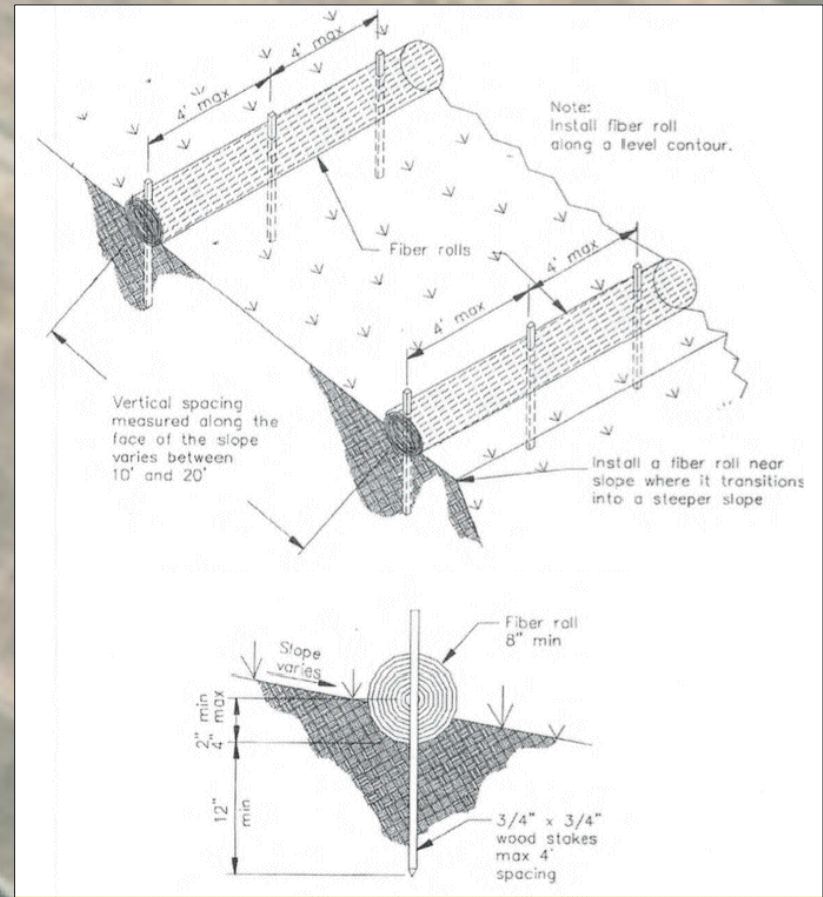 4' max
4' max
Note:
Install fiber roll
along a level contour.
Fiber rolls
4' max
4' max
Vertical spacing
measured along the
face of the slope
varies between
10' and 20'
Install a fiber roll near
slope where it transitions
into a steeper slope
Fiber roll
8" min
Slope
varies
2" min
4" max
12"
min
3/4" x 3/4"
wood stakes
max 4'
spacing